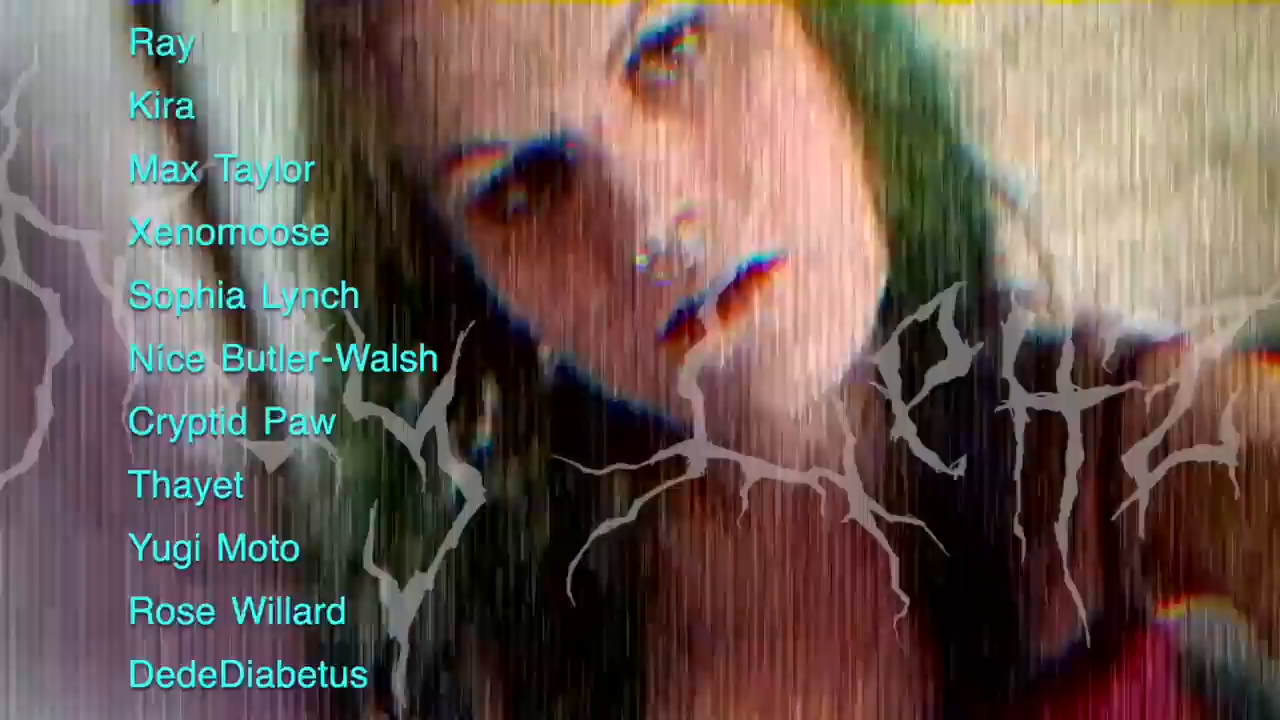 Ray
Kira
Max Taylor
Xenomoose
Sophia Lynch
Nice Butler-Walsh
Cryptid Paw
Thayet
Yugi Moto
Rose Willard
DedeDiabetus